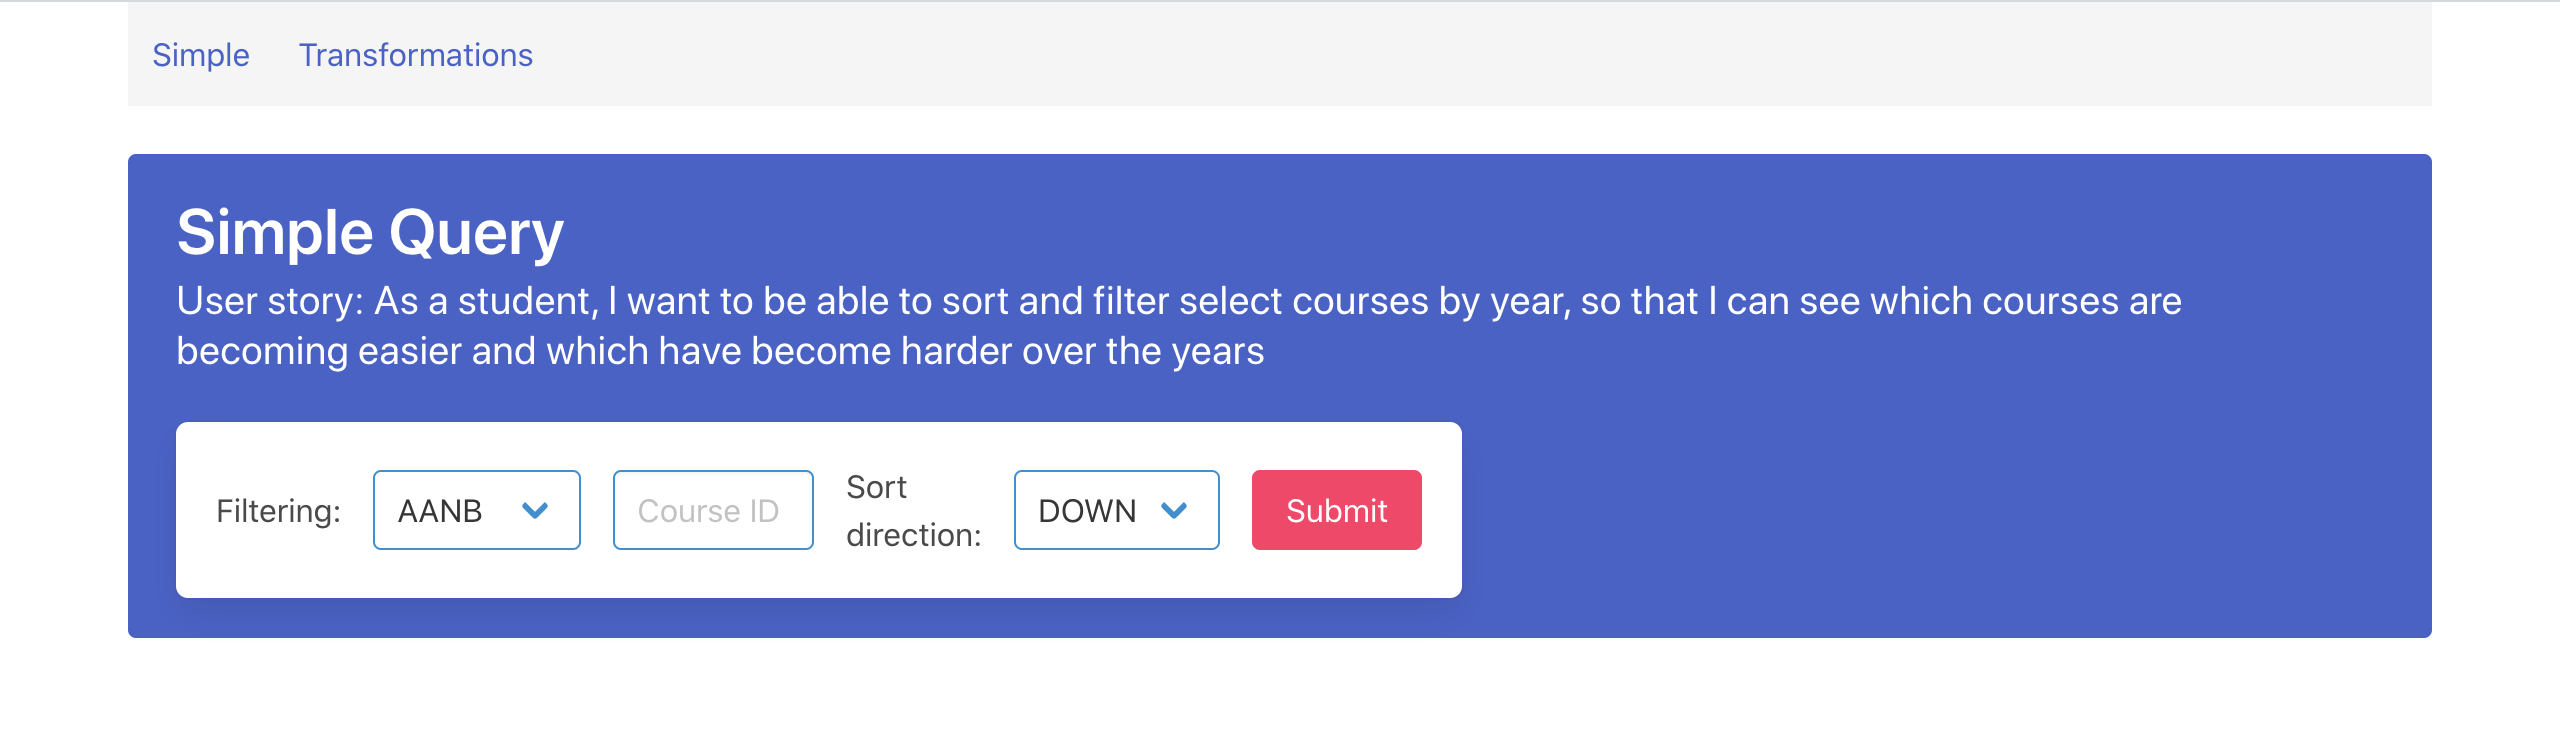 Simple Transformations
Simple Query
User story: As a student, I want to be able to sort and filter select courses by year, so that I can see which courses are
becoming easier and which have become harder over the years
Filtering: AANB Course ID Sort direction: DOWN Submit